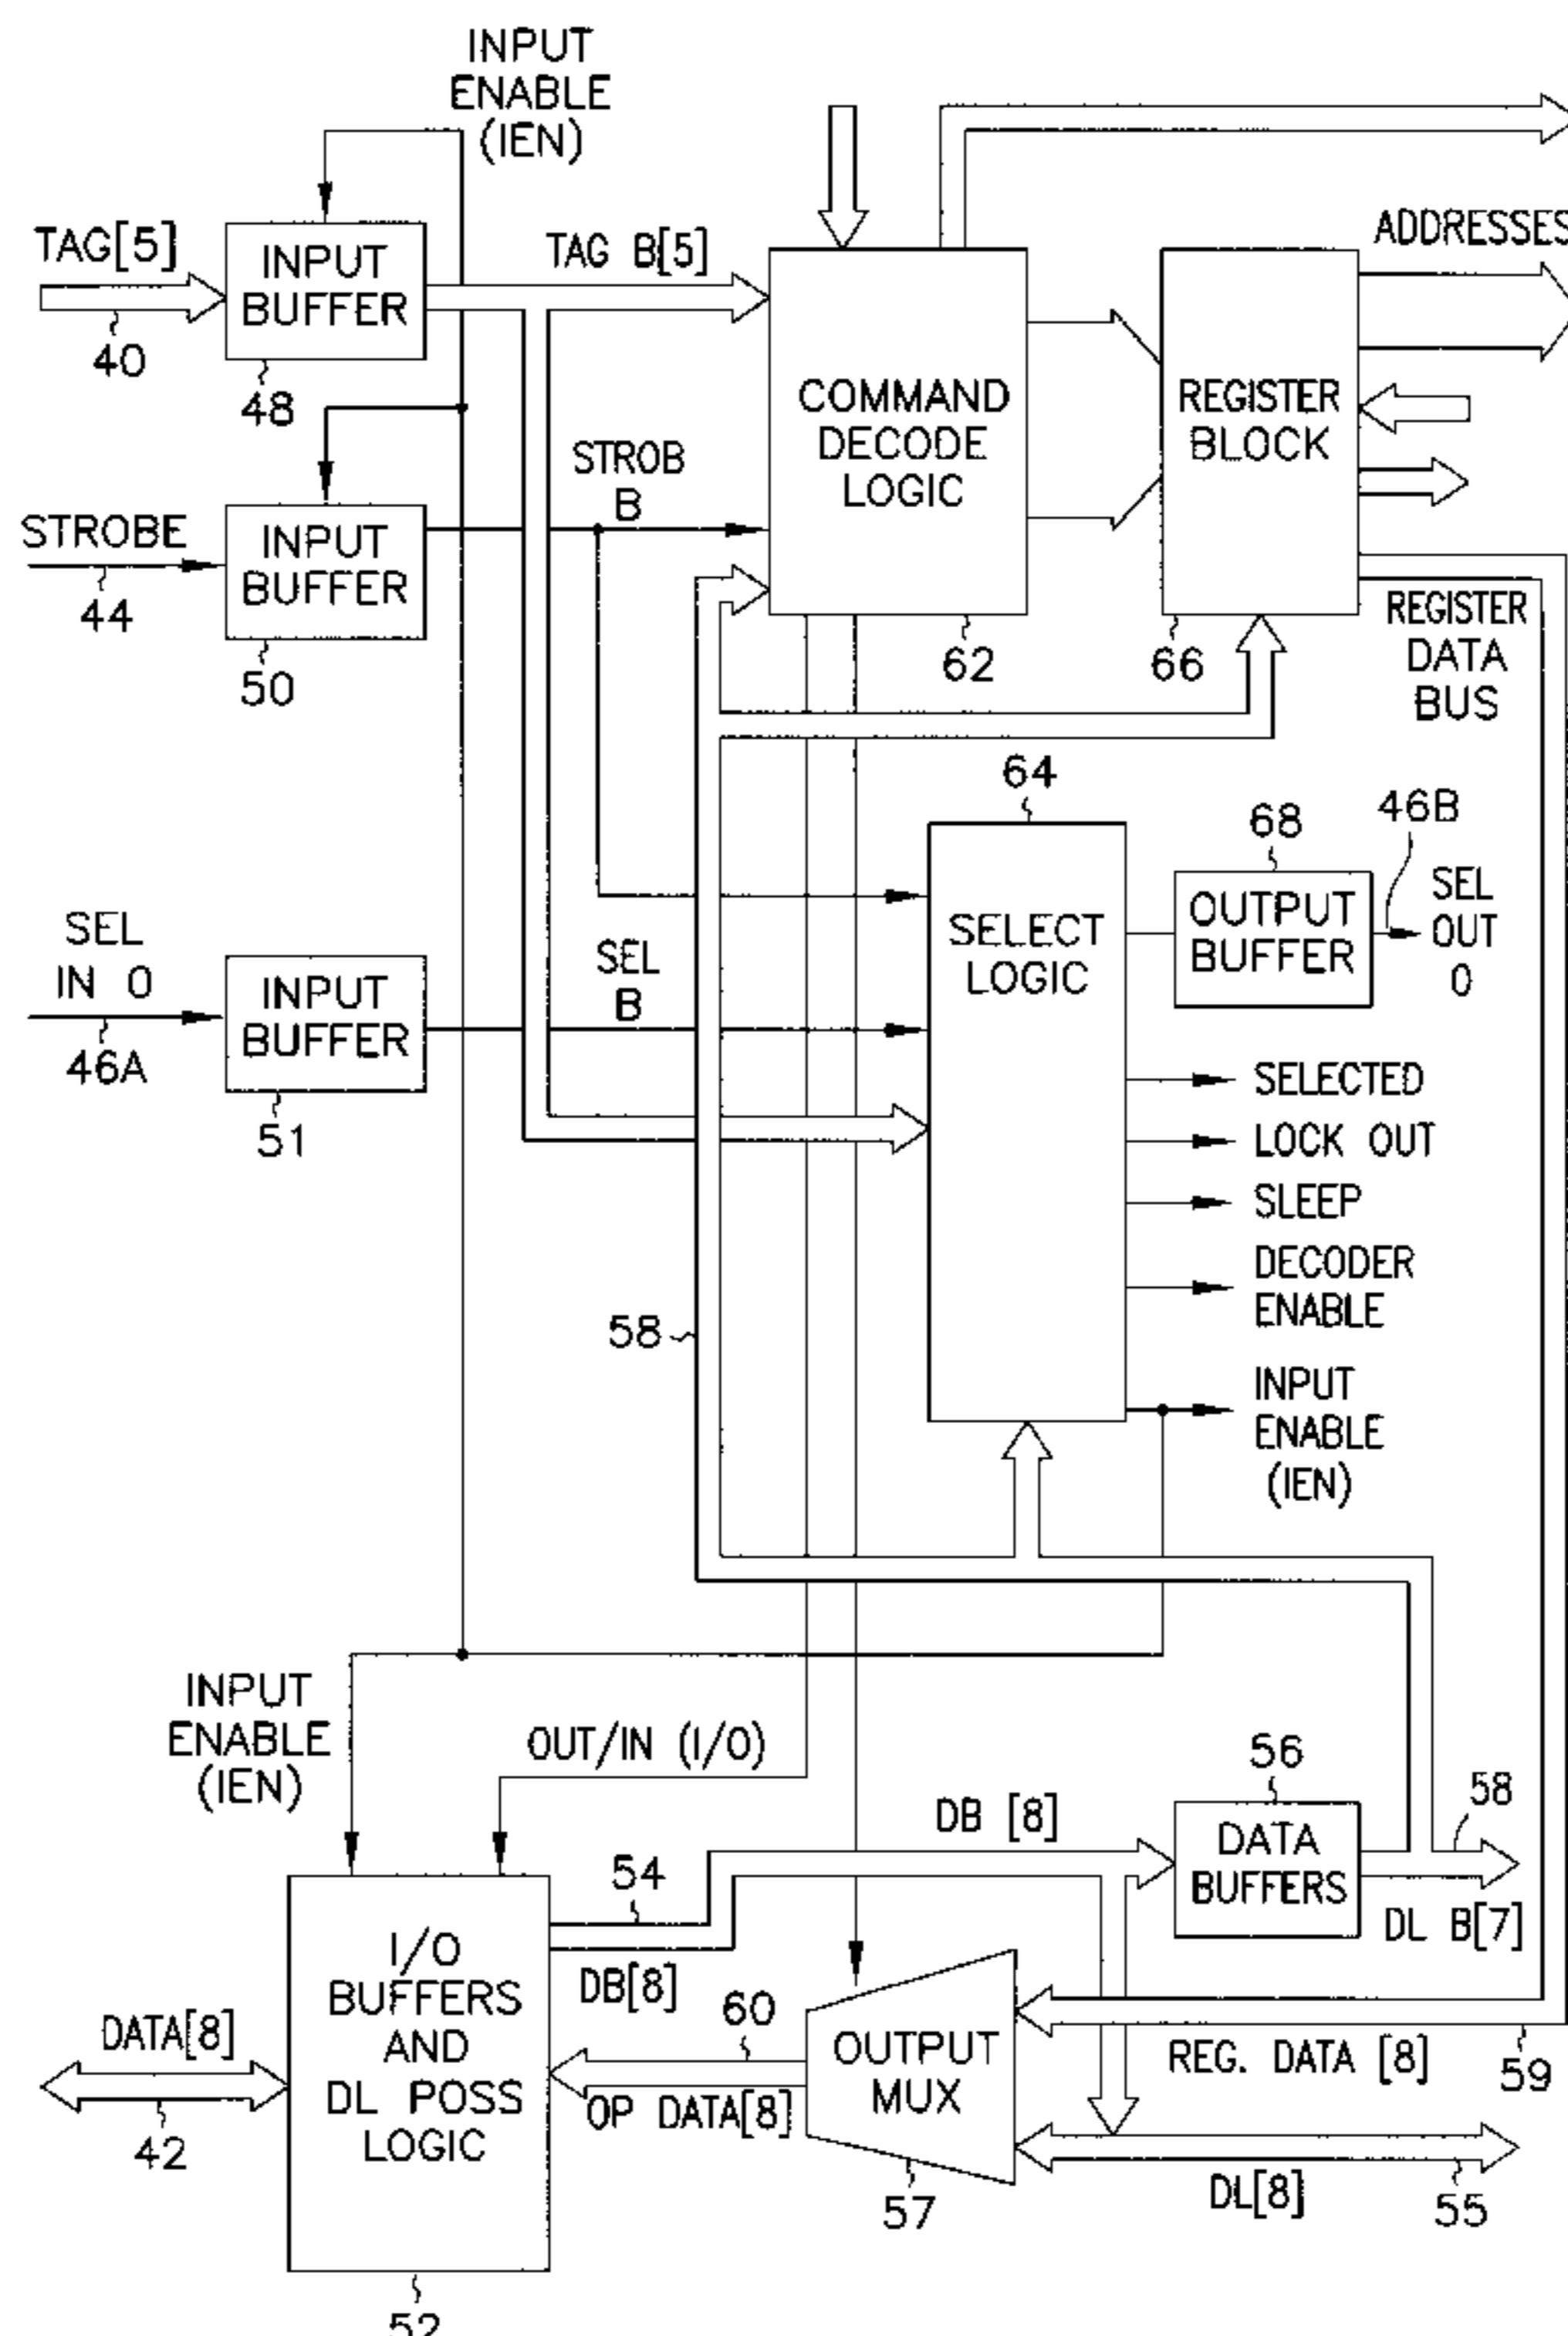 INPUT
ENABLE
(IEN)
TAG[5]
40
INPUT
BUFFER
48
TAG B[5]
COMMAND
DECODE
LOGIC
62
REGISTER
BLOCK
66
ADDRESSES
STROBE
44
INPUT
BUFFER
50
STROB
B
REGISTER
DATA
BUS
64
SELECT
LOGIC
68
OUTPUT
BUFFER
46B
SEL
OUT
0
SEL
IN 0
46A
INPUT
BUFFER
51
SEL
B
SELECTED
LOCK OUT
SLEEP
DECODER
ENABLE
58
INPUT
ENABLE
(IEN)
INPUT
ENABLE
(IEN)
OUT/IN (I/O)
DB [8]
56
DATA
BUFFERS
58
DL B[7]
54
DB[8]
I/O
BUFFERS
AND
DL POSS
LOGIC
52
DATA[8]
42
60
OP DATA[8]
OUTPUT
MUX
57
REG. DATA [8]
59
DL[8]
55